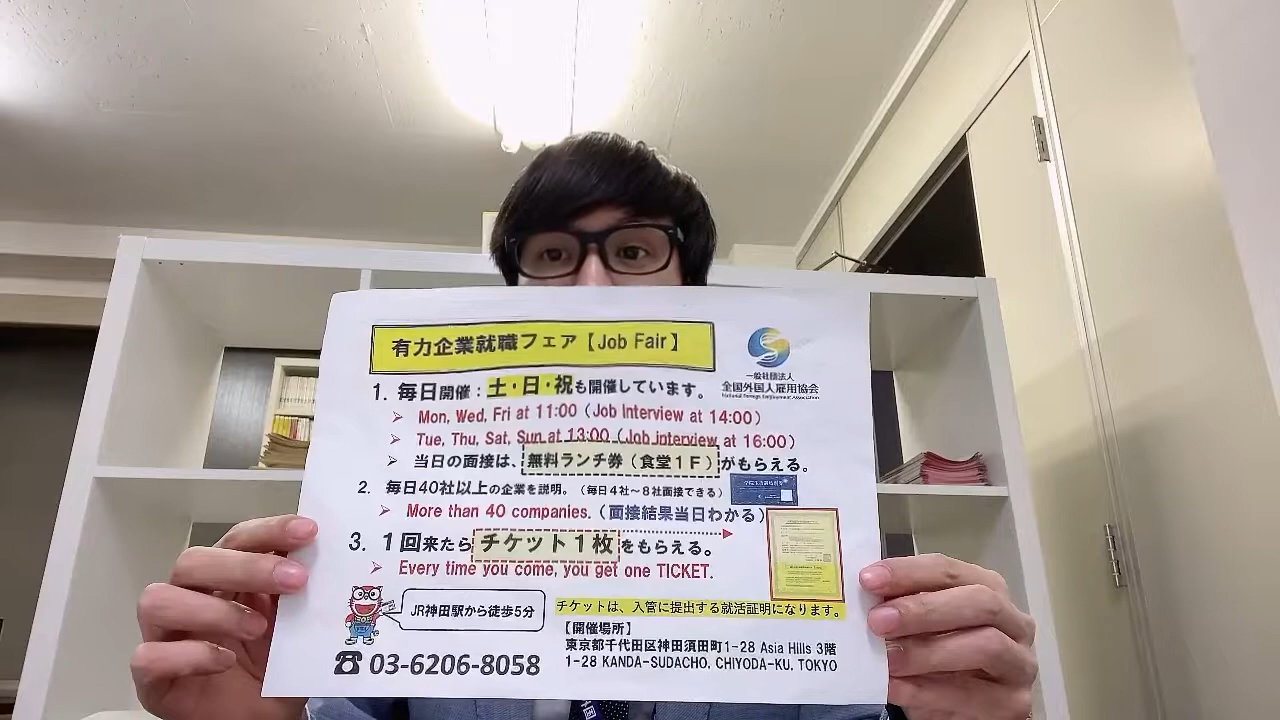 有力企業就職フェア【Job Fair】
一般社団法人
全国外国人雇用協会
National Foreign Employment Association
1. 毎日開催：土・日・祝も開催しています。
➢ Mon, Wed, Fri at 11:00（Job Interview at 14:00）
➢ Tue, Thu, Sat, Sun at 13:00（Job interview at 16:00）
➢ 当日の面接は、無料ランチ券（食堂１F）がもらえる。
2. 毎日40社以上の企業を説明。（毎日４社～８社面接できる）
➢ More than 40 companies.（面接結果当日わかる）
3. １回来たらチケット１枚をもらえる。
➢ Every time you come, you get one TICKET.
JR神田駅から徒歩5分
チケットは、入管に提出する就活証明になります。
【開催場所】
東京都千代田区神田須田町1-28 Asia Hills 3階
1-28 KANDA-SUDACHO, CHIYODA-KU, TOKYO
☎ 03-6206-8058